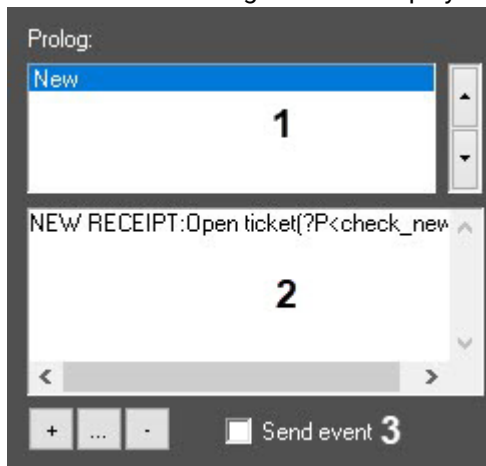 Prolog:
New
1
NEW RECEIPT:Open ticket(?P<check_new
2
+ ... - Send event 3